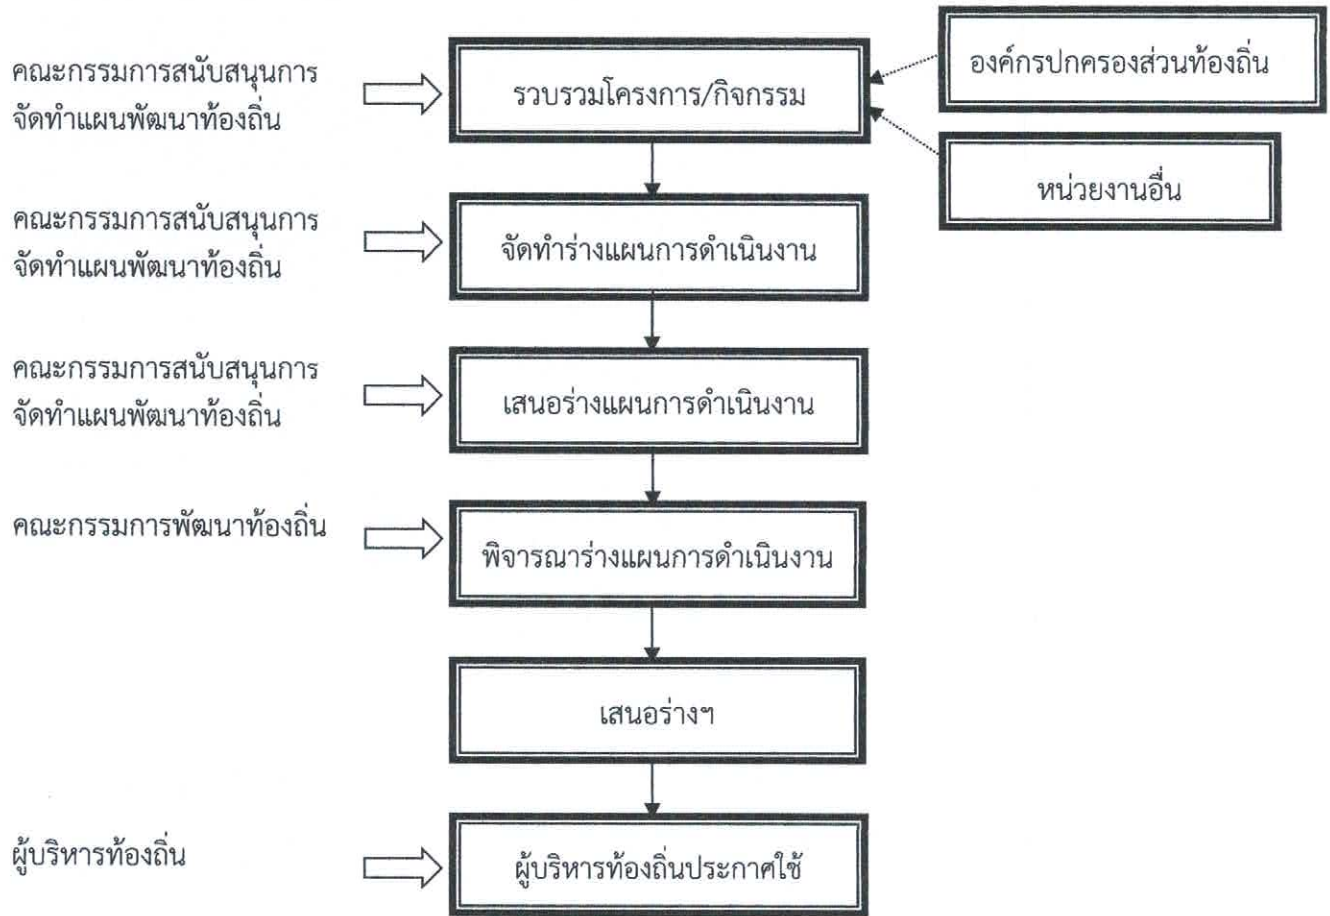 คณะกรรมการสนับสนุนการ
จัดทำแผนพัฒนาท้องถิ่น
รวบรวมโครงการ/กิจกรรม
องค์กรปกครองส่วนท้องถิ่น
หน่วยงานอื่น
คณะกรรมการสนับสนุนการ
จัดทำแผนพัฒนาท้องถิ่น
จัดทำร่างแผนการดำเนินงาน
คณะกรรมการสนับสนุนการ
จัดทำแผนพัฒนาท้องถิ่น
เสนอร่างแผนการดำเนินงาน
คณะกรรมการพัฒนาท้องถิ่น
พิจารณาร่างแผนการดำเนินงาน
เสนอร่างฯ
ผู้บริหารท้องถิ่น
ผู้บริหารท้องถิ่นประกาศใช้